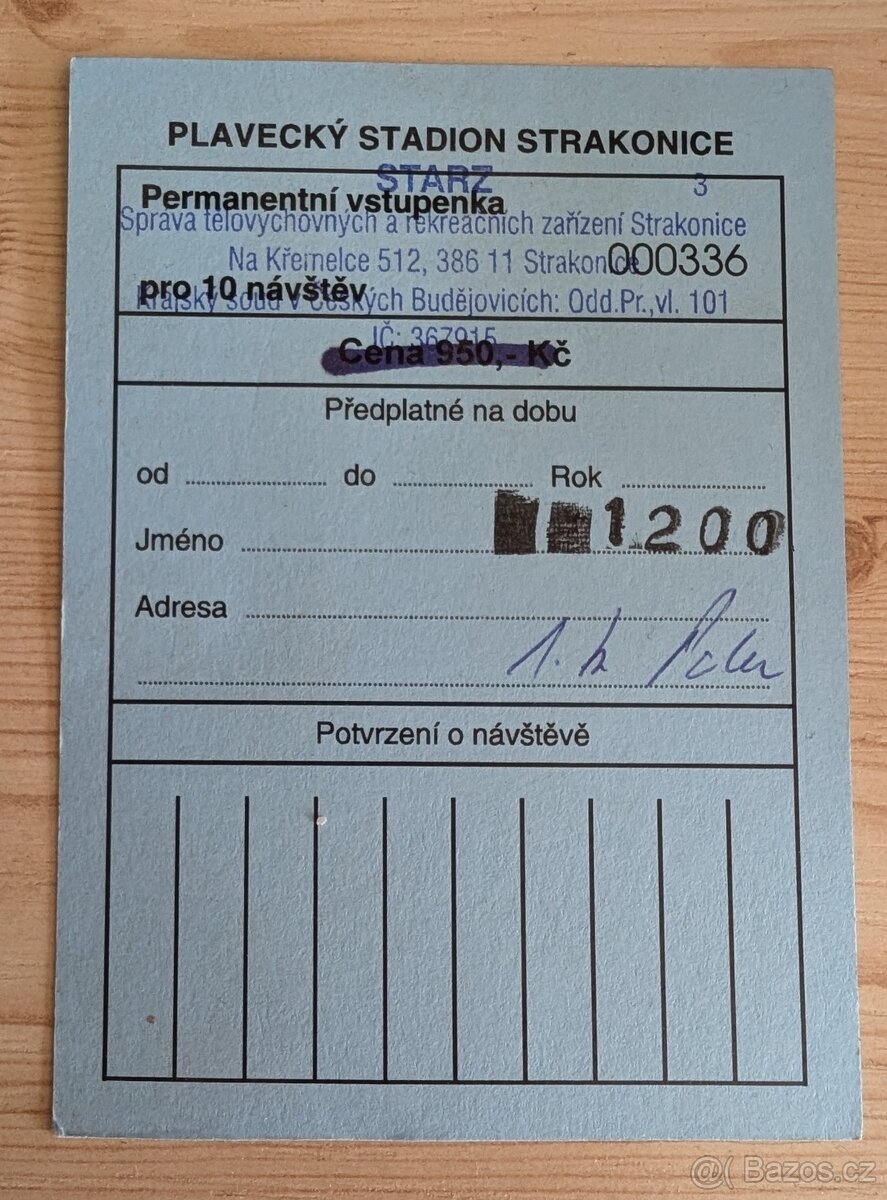 PLAVECKÝ STADION STRAKONICE
STARZ 3
Permanentní vstupenka
Správa tělovýchovných a rekreačních zařízení Strakonice
Na Křemelce 512, 386 11 Strakonice
000336
pro 10 návštěv
Krajský soud v Českých Budějovicích: Odd.Pr.,vl. 101
IČ: 367915
Cena 950,- Kč
Předplatné na dobu
od do Rok
1200
Jméno
Adresa
Potvrzení o návštěvě
@( Bazos.cz